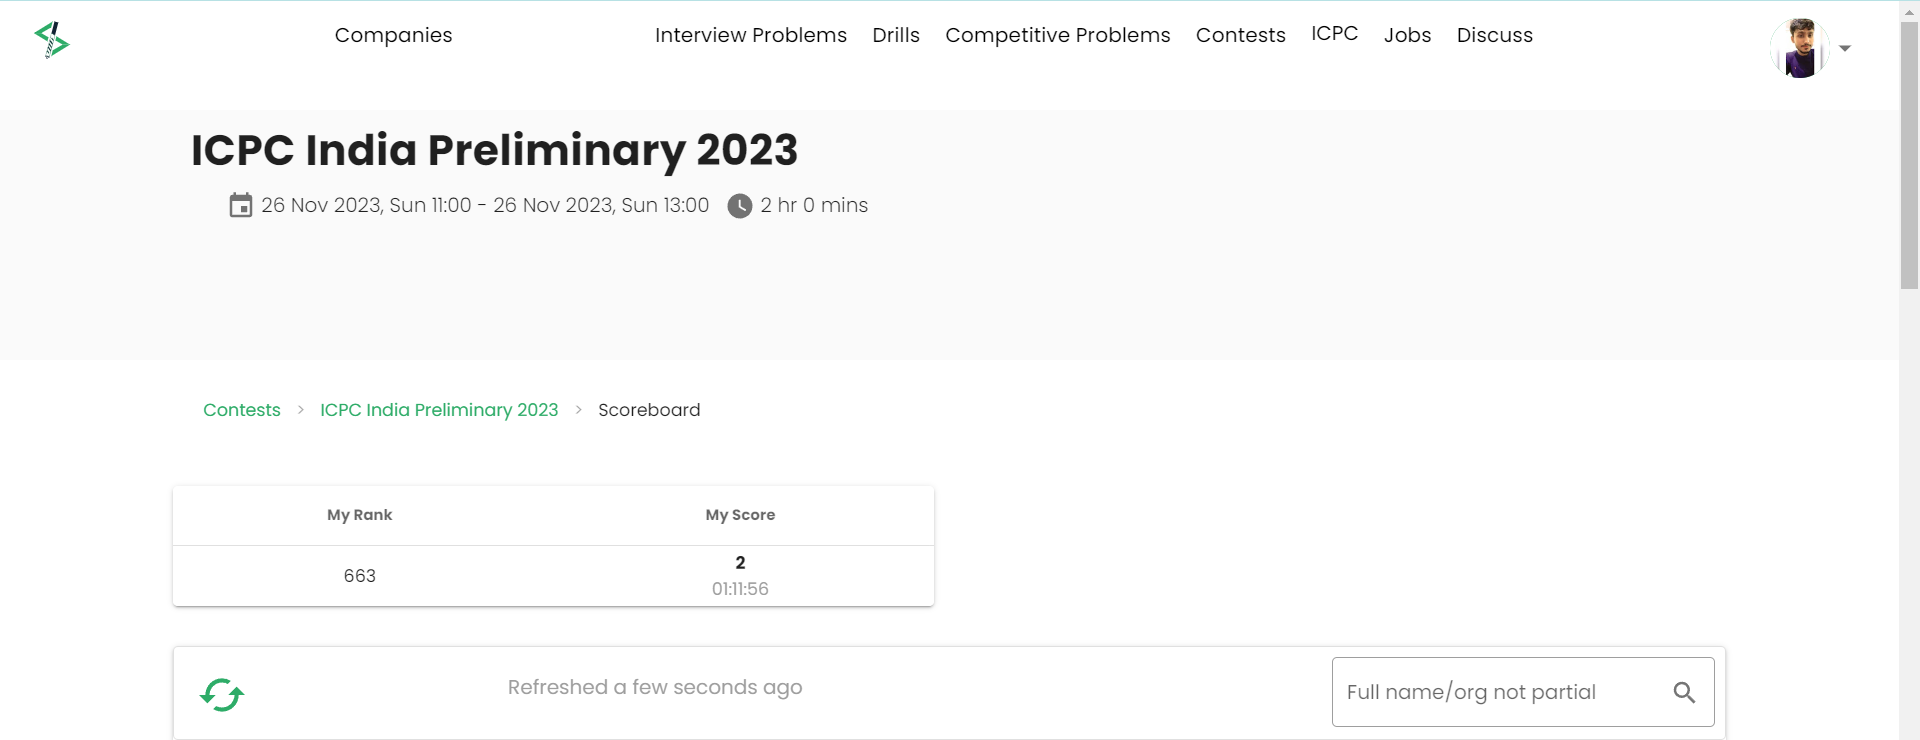 Companies Interview Problems Drills Competitive Problems Contests ICPC Jobs Discuss
ICPC India Preliminary 2023
26 Nov 2023, Sun 11:00 - 26 Nov 2023, Sun 13:00 2 hr 0 mins
Contests > ICPC India Preliminary 2023 > Scoreboard
My Rank My Score
663 2
01:11:56
Refreshed a few seconds ago Full name/org not partial